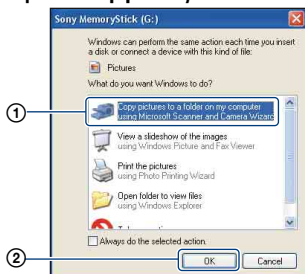 Sony MemoryStick (G:)
Windows can perform the same action each time you insert
a disk or connect a device with this kind of file:
Pictures
What do you want Windows to do?
① Copy pictures to a folder on my computer
using Microsoft Scanner and Camera Wizard
View a slideshow of the images
using Windows Picture and Fax Viewer
Print the pictures
using Photo Printing Wizard
Open folder to view files
using Windows Explorer
Always do the selected action.
② OK Cancel